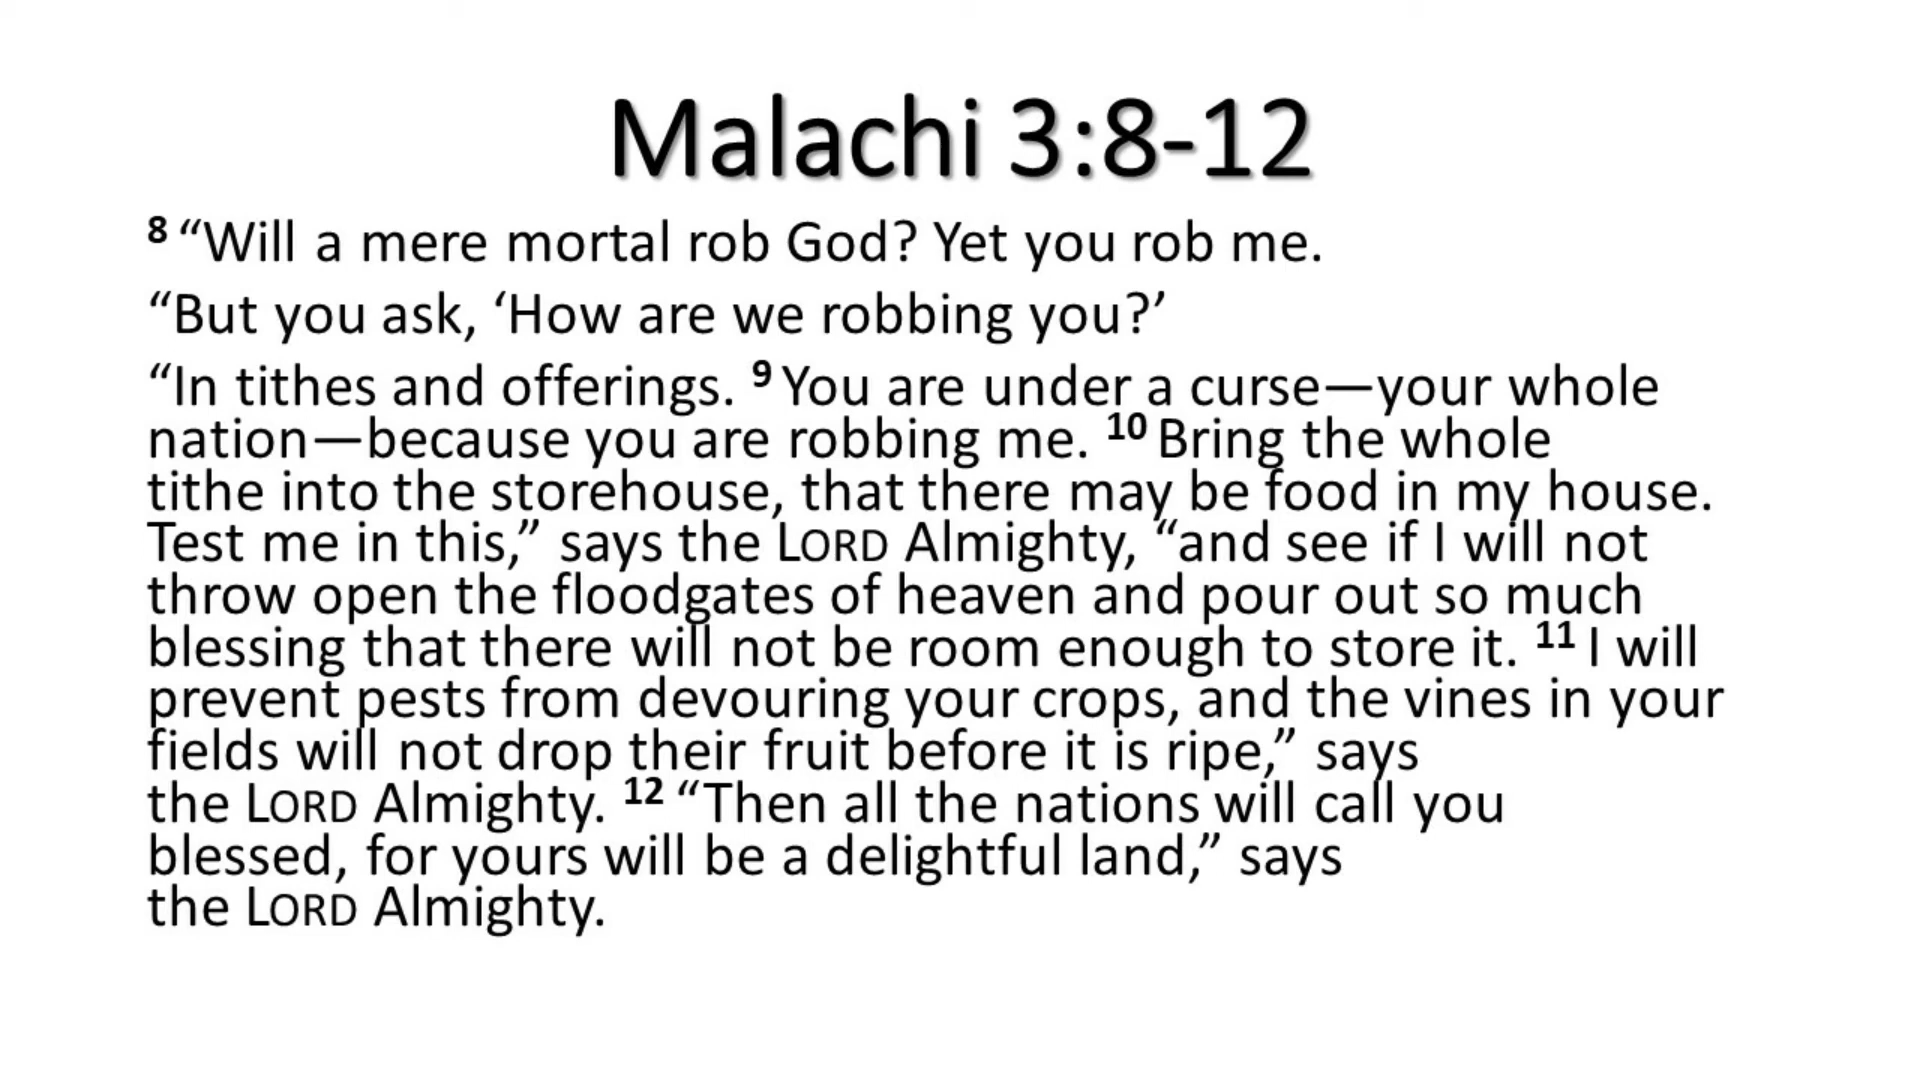 Malachi 3:8-12
8 “Will a mere mortal rob God? Yet you rob me.
“But you ask, ‘How are we robbing you?’
“In tithes and offerings. 9 You are under a curse—your whole
nation—because you are robbing me. 10 Bring the whole
tithe into the storehouse, that there may be food in my house.
Test me in this,” says the LORD Almighty, “and see if I will not
throw open the floodgates of heaven and pour out so much
blessing that there will not be room enough to store it. 11 I will
prevent pests from devouring your crops, and the vines in your
fields will not drop their fruit before it is ripe,” says
the LORD Almighty. 12 “Then all the nations will call you
blessed, for yours will be a delightful land,” says
the LORD Almighty.